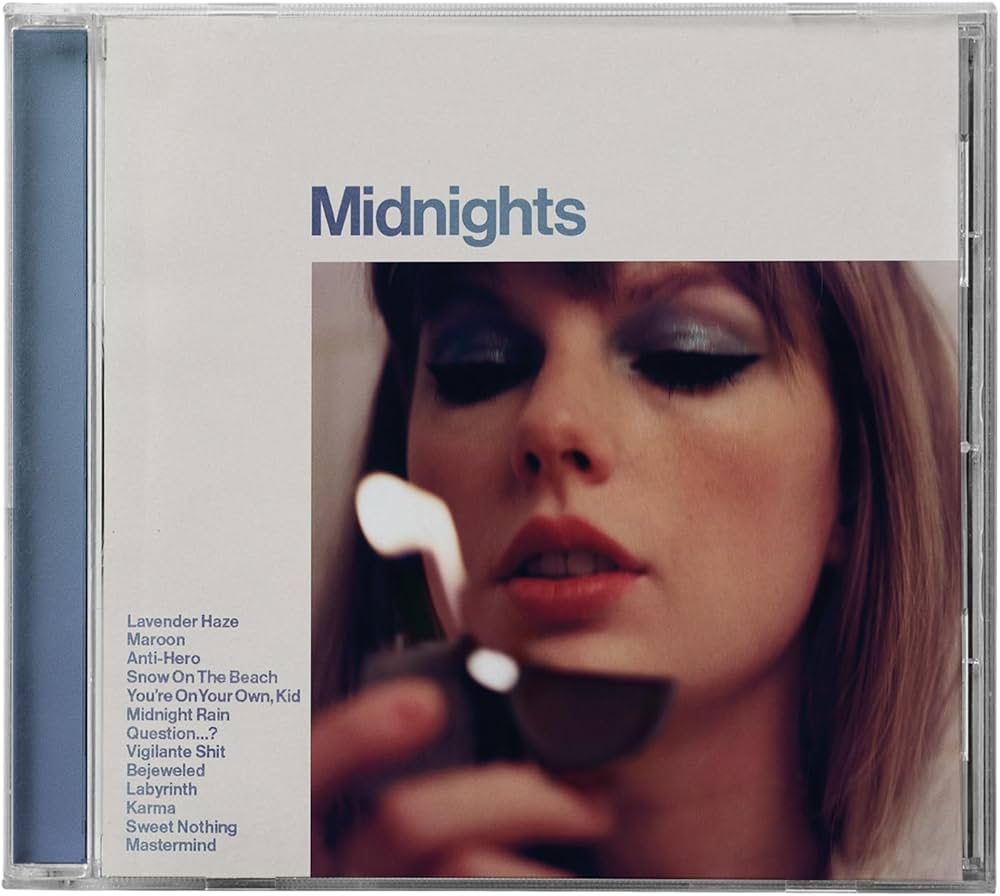 Midnights
Lavender Haze
Maroon
Anti-Hero
Snow On The Beach
You're On Your Own, Kid
Midnight Rain
Question...?
Vigilante Shit
Bejeweled
Labyrinth
Karma
Sweet Nothing
Mastermind